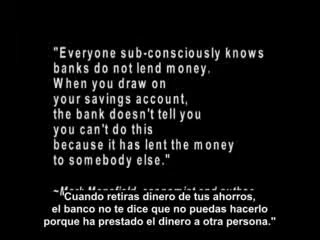 "Everyone sub-consciously knows
banks do not lend money.
When you draw on
your savings account,
the bank doesn't tell you
you can't do this
because it has lent the money
to somebody else."
"Cuando retiras dinero de tus ahorros,
el banco no te dice que no puedas hacerlo
porque ha prestado el dinero a otra persona."